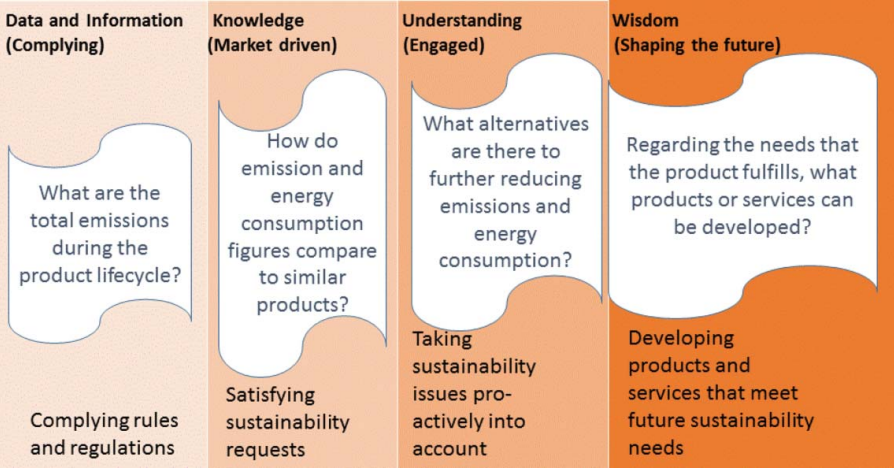 Data and Information
(Complying)
What are the
total emissions
during the
product lifecycle?
Complying rules
and regulations
Knowledge
(Market driven)
How do
emission and
energy
consumption
figures compare
to similar
products?
Satisfying
sustainability
requests
Understanding
(Engaged)
What alternatives
are there to
further reducing
emissions and
energy
consumption?
Taking
sustainability
issues pro-
actively into
account
Wisdom
(Shaping the future)
Regarding the needs that
the product fulfills, what
products or services can
be developed?
Developing
products and
services that meet
future sustainability
needs